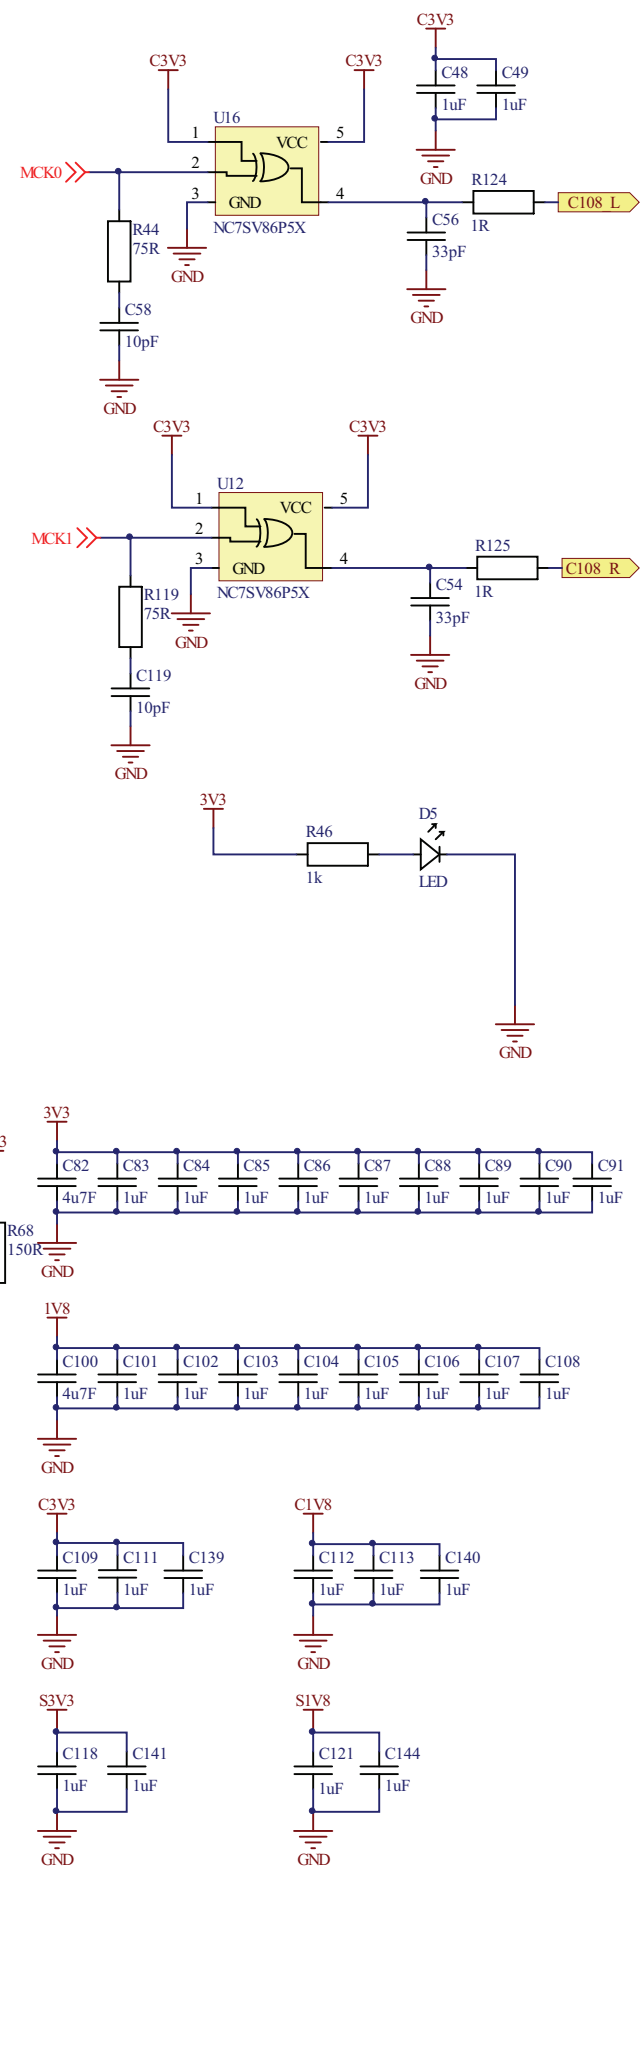 C3V3
C3V3 C3V3 C48 C49
1uF 1uF
U16
1 VCC 5
MCK0 2 GND R124
3 GND 4 C108_L
NC7SV86P5X C56 1R
R44 33pF
75R
GND
C58 GND
10pF
GND
C3V3 C3V3
U12
1 VCC 5
MCK1 2 R125
3 GND 4 C108_R
R119 NC7SV86P5X C54 1R
75R 33pF
GND
C119 GND
10pF
GND
3V3 D5
R46
1k LED
GND
3V3
3
C82 C83 C84 C85 C86 C87 C88 C89 C90 C91
4u7F 1uF 1uF 1uF 1uF 1uF 1uF 1uF 1uF 1uF
R68
150R
GND
1V8
C100 C101 C102 C103 C104 C105 C106 C107 C108
4u7F 1uF 1uF 1uF 1uF 1uF 1uF 1uF 1uF
GND
C3V3 C1V8
C109 C111 C139 C112 C113 C140
1uF 1uF 1uF 1uF 1uF 1uF
GND GND
S3V3 S1V8
C118 C141 C121 C144
1uF 1uF 1uF 1uF
GND GND